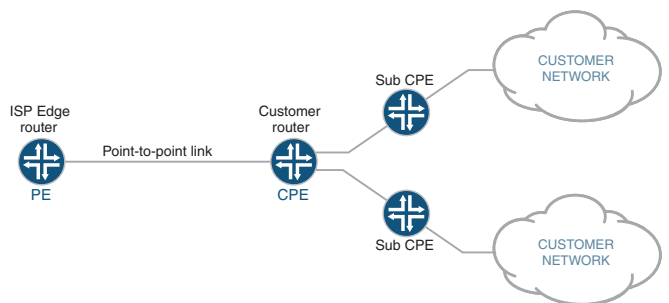 ISP Edge
router
PE
Point-to-point link
Customer
router
CPE
Sub CPE
CUSTOMER
NETWORK
Sub CPE
CUSTOMER
NETWORK